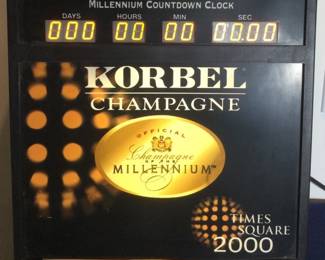 MILLENNIUM COUNTDOWN CLOCK
DAYS HOURS MIN SEC
000 00 00 00.00
KORBEL
CHAMPAGNE
OFFICIAL
Champagne
OF THE
MILLENNIUM™
TIMES
SQUARE
2000